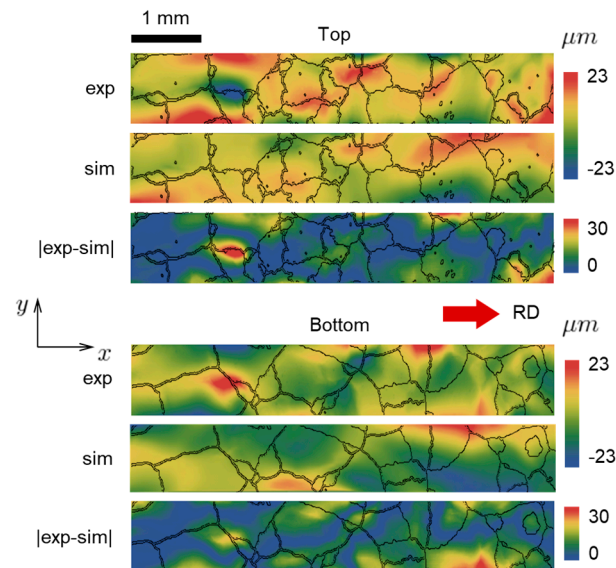 1 mm
Top
μm
exp
23
-23
sim
|exp-sim|
30
0
y
x
RD
Bottom
μm
exp
23
-23
sim
|exp-sim|
30
0